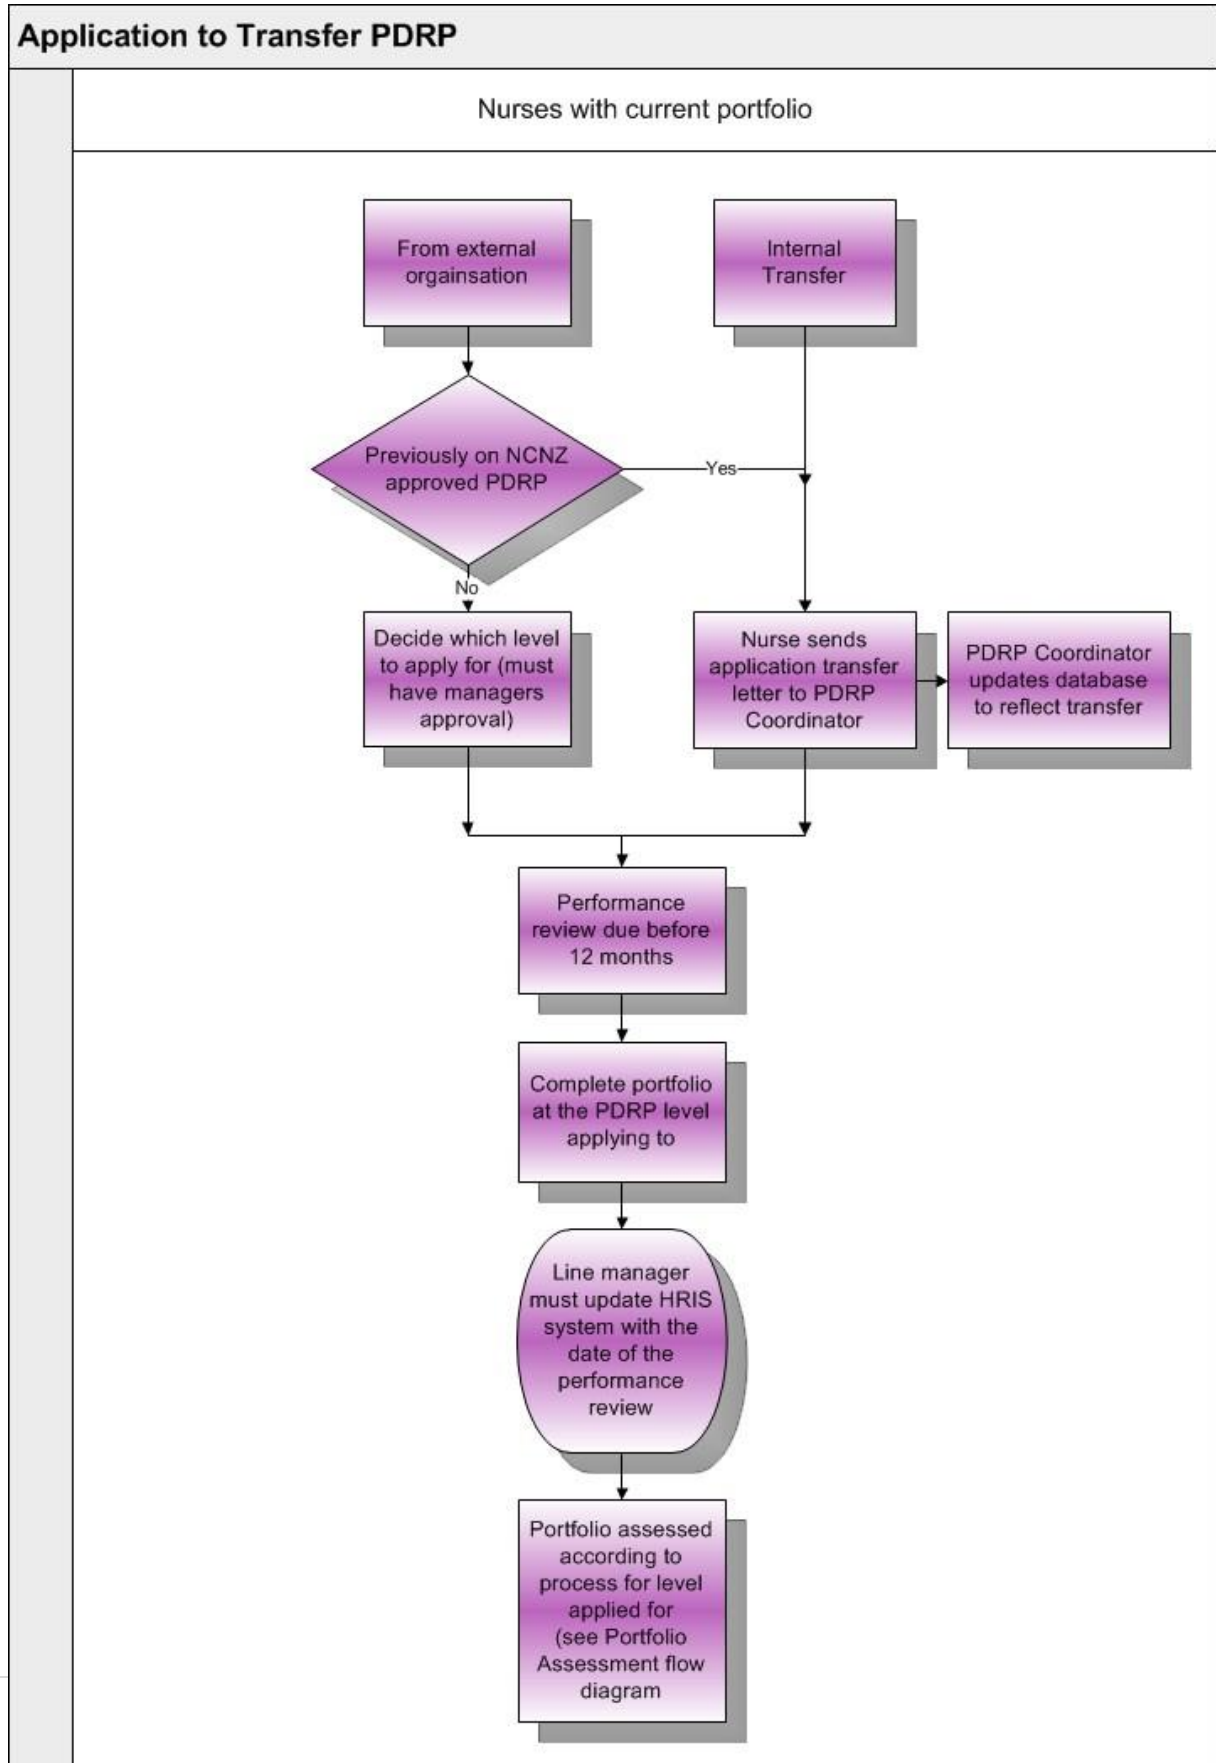 Application to Transfer PDRP
Nurses with current portfolio
From external
orgainsation
Internal
Transfer
Previously on NCNZ
approved PDRP
Yes
No
Decide which level
to apply for (must
have managers
approval)
Nurse sends
application transfer
letter to PDRP
Coordinator
PDRP Coordinator
updates database
to reflect transfer
Performance
review due before
12 months
Complete portfolio
at the PDRP level
applying to
Line manager
must update HRIS
system with the
date of the
performance
review
Portfolio assessed
according to
process for level
applied for
(see Portfolio
Assessment flow
diagram